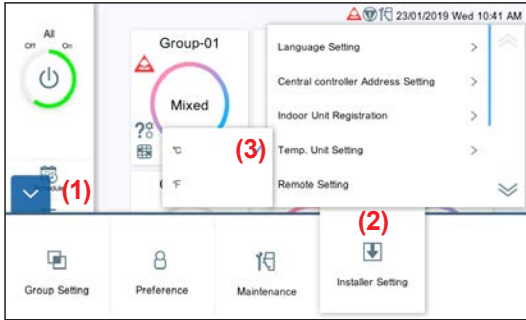 23/01/2019 Wed 10:41 AM
All
Off On
Group-01
Mixed
Language Setting
Central controller Address Setting
Indoor Unit Registration
Temp. Unit Setting
Remote Setting
℃
℉
(3)
(1)
(2)
Group Setting
Preference
Maintenance
Installer Setting